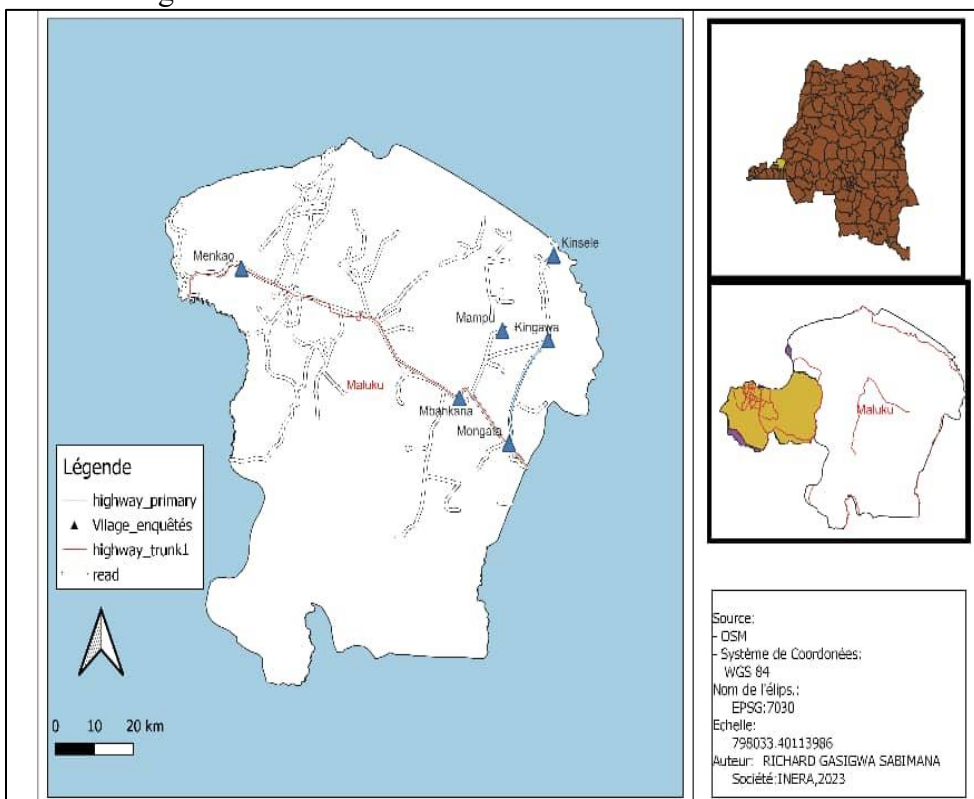 Menkao
Kinsele
Mampu
Kingawa
Maluku
Mbankana
Mongata
Légende
highway_primary
Vllage_enquêtés
highway_trunk1
read
0 10 20 km
Maluku
Source:
- OSM
- Système de Coordonées:
WGS 84
Nom de l'élips.:
EPSG:7030
Echelle:
798033.40113986
Auteur: RICHARD GASIGWA SABIMANA
Société:INERA,2023